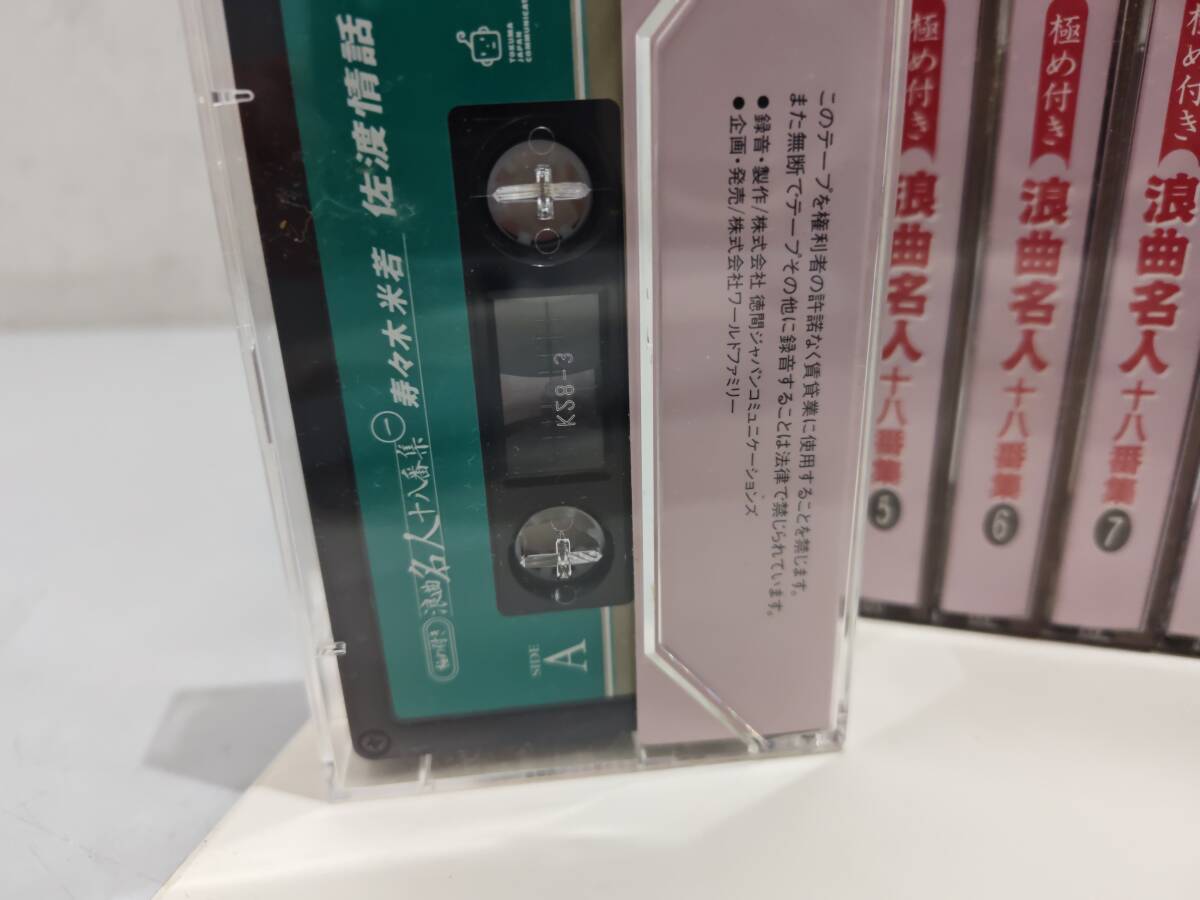 極め付き 浪曲名人十八番集 ㊀
寿々木米若 佐渡情話
SIDE
A
KS8-3
TOKUMA
JAPAN
COMMUNICAT
このテープを権利者の許諾なく賃貸業に使用することを禁じます。
また無断でテープその他に録音することは法律で禁じられています。
●録音・製作/株式会社 徳間ジャパンコミュニケーションズ
●企画・発売/株式会社ワールドファミリー
極め付き 浪曲名人十八番集 5
極め付き 浪曲名人十八番集 6
極め付き 浪曲名人十八番集 7